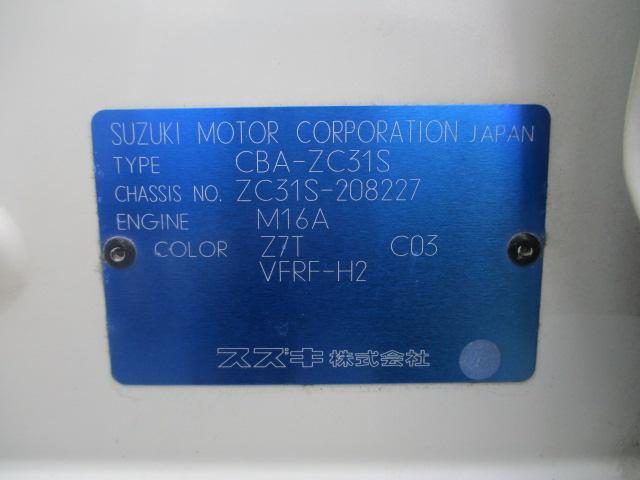 SUZUKI MOTOR CORPORATION JAPAN
TYPE CBA-ZC31S
CHASSIS NO. ZC31S-208227
ENGINE M16A
COLOR Z7T C03
VFRF-H2
スズキ株式会社